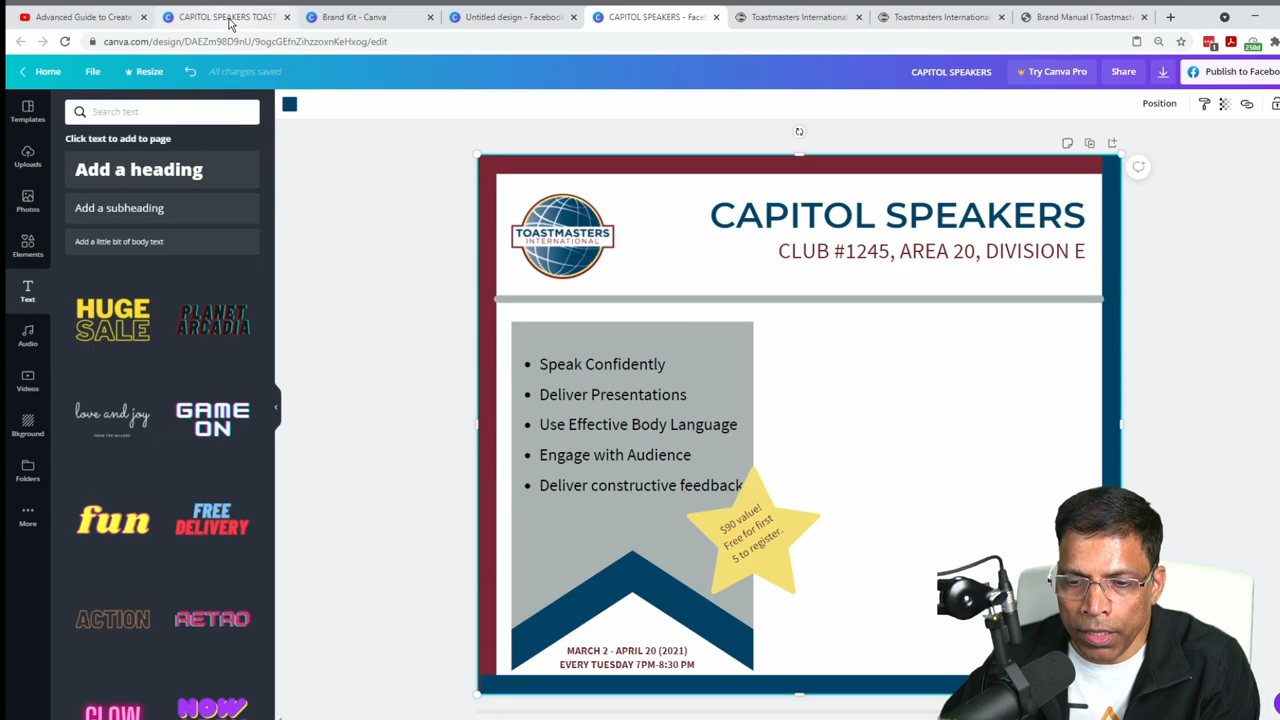 Advanced Guide to Create
CAPITOL SPEAKERS TOAST
Brand Kit - Canva
Untitled design - Facebook
CAPITOL SPEAKERS - Face
Toastmasters International
Toastmasters International
Brand Manual | Toastmast
canva.com/design/DAEZm98D9nU/9ogcGEfnZihzzoxnKeHxog/edit
Home
File
Resize
All changes saved
CAPITOL SPEAKERS
Try Canva Pro
Share
Publish to Facebo
Templates
Uploads
Photos
Elements
Text
Audio
Videos
Bkground
Folders
More
Search text
Click text to add to page
Add a heading
Add a subheading
Add a little bit of body text
HUGE
SALE
PLANET
ARCADIA
love and joy
GAME
ON
fun
FREE
DELIVERY
ACTION
RETRO
GLOW
NOW
Position
TOASTMASTERS
INTERNATIONAL
CAPITOL SPEAKERS
CLUB #1245, AREA 20, DIVISION E
• Speak Confidently
• Deliver Presentations
• Use Effective Body Language
• Engage with Audience
• Deliver constructive feedback
$90 value!
Free for first
5 to register.
MARCH 2 - APRIL 20 (2021)
EVERY TUESDAY 7PM-8:30 PM